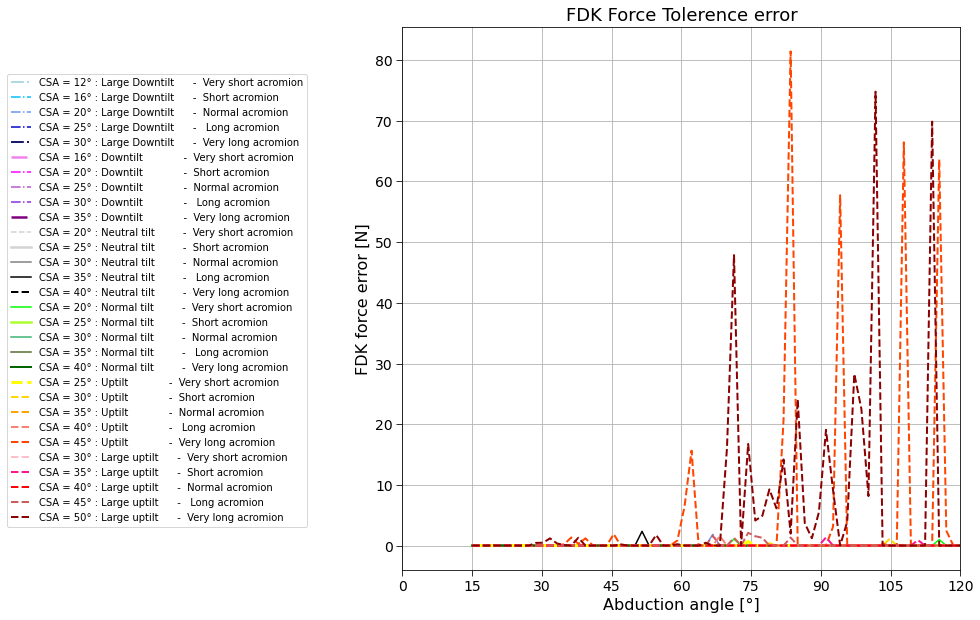 FDK Force Tolerence error
CSA = 12° : Large Downtilt - Very short acromion
CSA = 16° : Large Downtilt - Short acromion
CSA = 20° : Large Downtilt - Normal acromion
CSA = 25° : Large Downtilt - Long acromion
CSA = 30° : Large Downtilt - Very long acromion
CSA = 16° : Downtilt - Very short acromion
CSA = 20° : Downtilt - Short acromion
CSA = 25° : Downtilt - Normal acromion
CSA = 30° : Downtilt - Long acromion
CSA = 35° : Downtilt - Very long acromion
CSA = 20° : Neutral tilt - Very short acromion
CSA = 25° : Neutral tilt - Short acromion
CSA = 30° : Neutral tilt - Normal acromion
CSA = 35° : Neutral tilt - Long acromion
CSA = 40° : Neutral tilt - Very long acromion
CSA = 20° : Normal tilt - Very short acromion
CSA = 25° : Normal tilt - Short acromion
CSA = 30° : Normal tilt - Normal acromion
CSA = 35° : Normal tilt - Long acromion
CSA = 40° : Normal tilt - Very long acromion
CSA = 25° : Uptilt - Very short acromion
CSA = 30° : Uptilt - Short acromion
CSA = 35° : Uptilt - Normal acromion
CSA = 40° : Uptilt - Long acromion
CSA = 45° : Uptilt - Very long acromion
CSA = 30° : Large uptilt - Very short acromion
CSA = 35° : Large uptilt - Short acromion
CSA = 40° : Large uptilt - Normal acromion
CSA = 45° : Large uptilt - Long acromion
CSA = 50° : Large uptilt - Very long acromion
FDK force error [N]
80
70
60
50
40
30
20
10
0
0 15 30 45 60 75 90 105 120
Abduction angle [°]